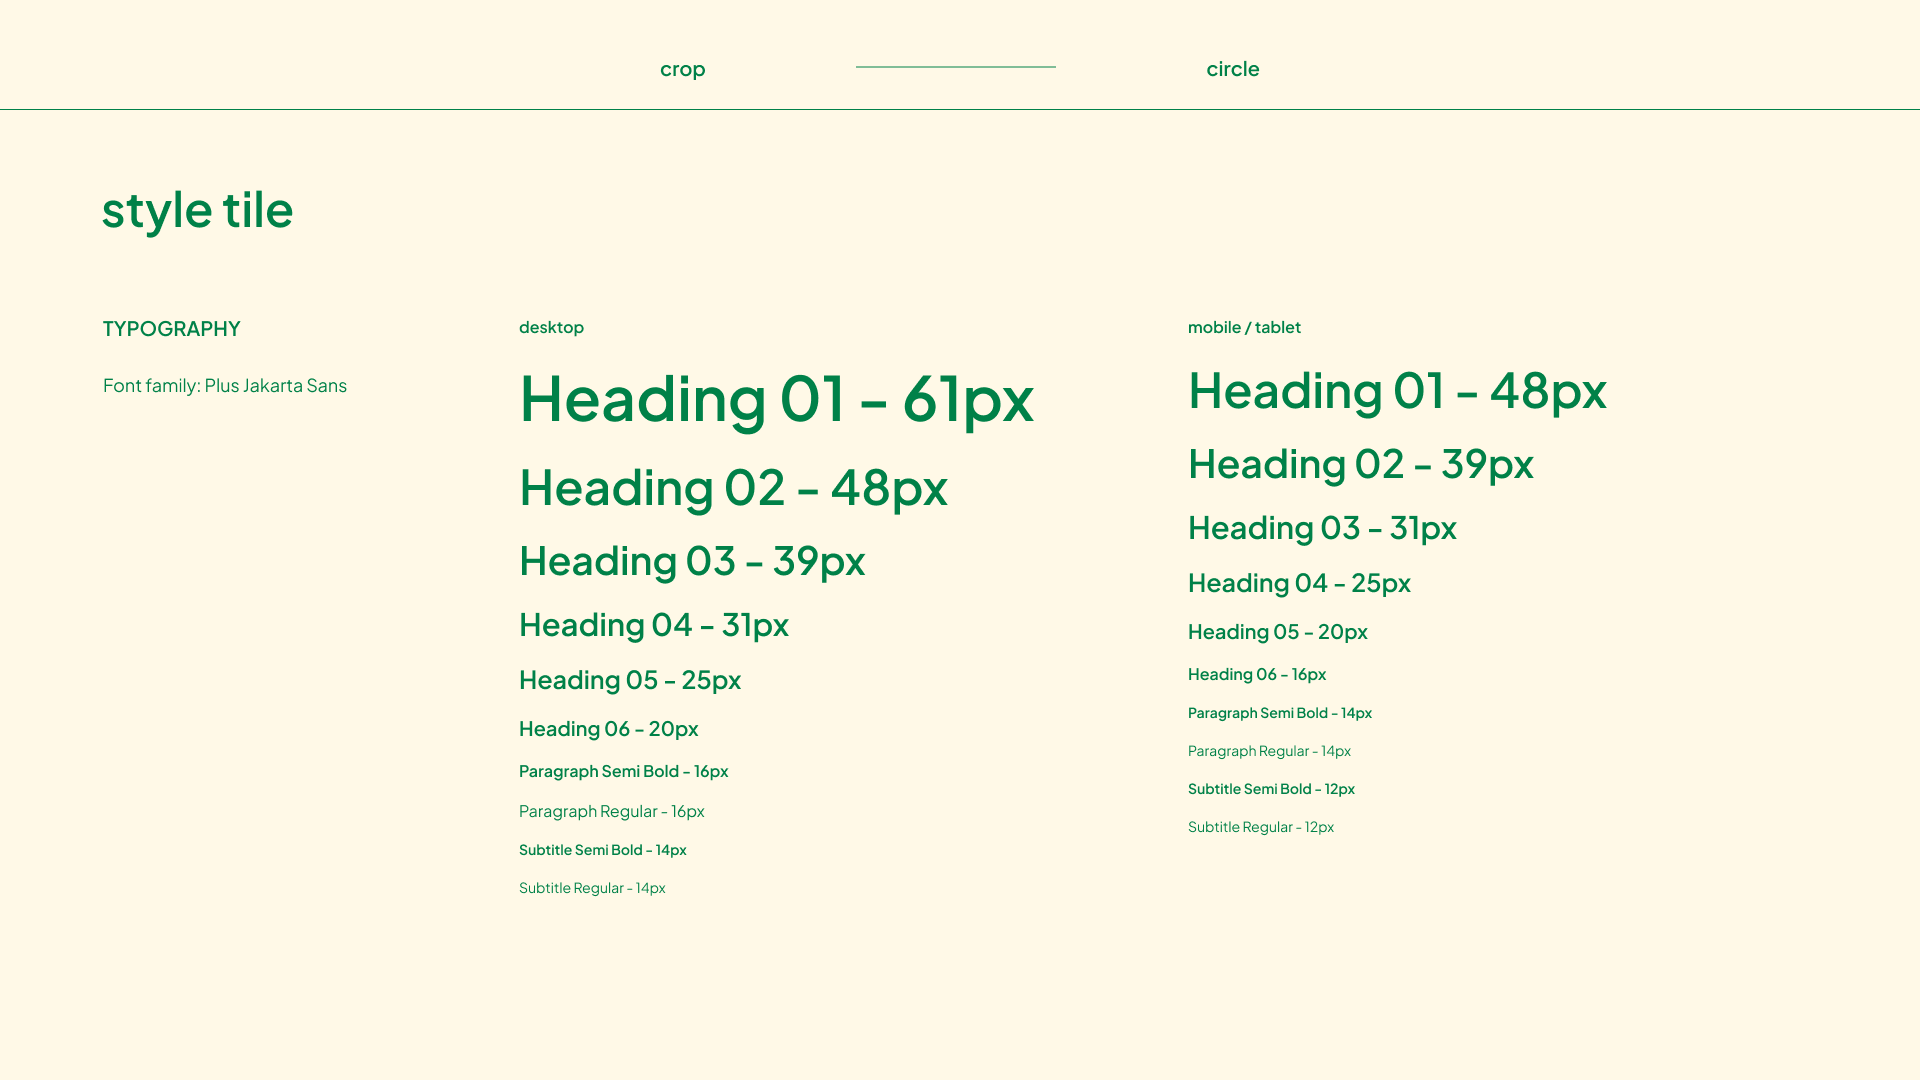 crop
circle
style tile
TYPOGRAPHY
Font family: Plus Jakarta Sans
desktop
Heading 01 - 61px
Heading 02 - 48px
Heading 03 - 39px
Heading 04 - 31px
Heading 05 - 25px
Heading 06 - 20px
Paragraph Semi Bold - 16px
Paragraph Regular - 16px
Subtitle Semi Bold - 14px
Subtitle Regular - 14px
mobile / tablet
Heading 01 - 48px
Heading 02 - 39px
Heading 03 - 31px
Heading 04 - 25px
Heading 05 - 20px
Heading 06 - 16px
Paragraph Semi Bold - 14px
Paragraph Regular - 14px
Subtitle Semi Bold - 12px
Subtitle Regular - 12px